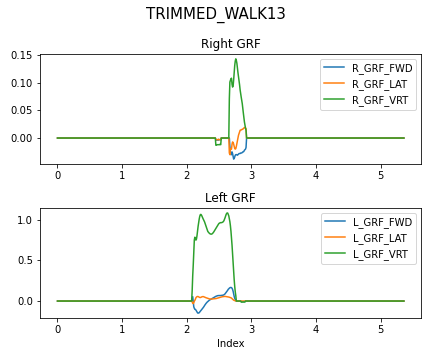 TRIMMED_WALK13
Right GRF
0.15
0.10
0.05
0.00
R_GRF_FWD
R_GRF_LAT
R_GRF_VRT
0 1 2 3 4 5
Left GRF
1.0
0.5
0.0
L_GRF_FWD
L_GRF_LAT
L_GRF_VRT
0 1 2 3 4 5
Index